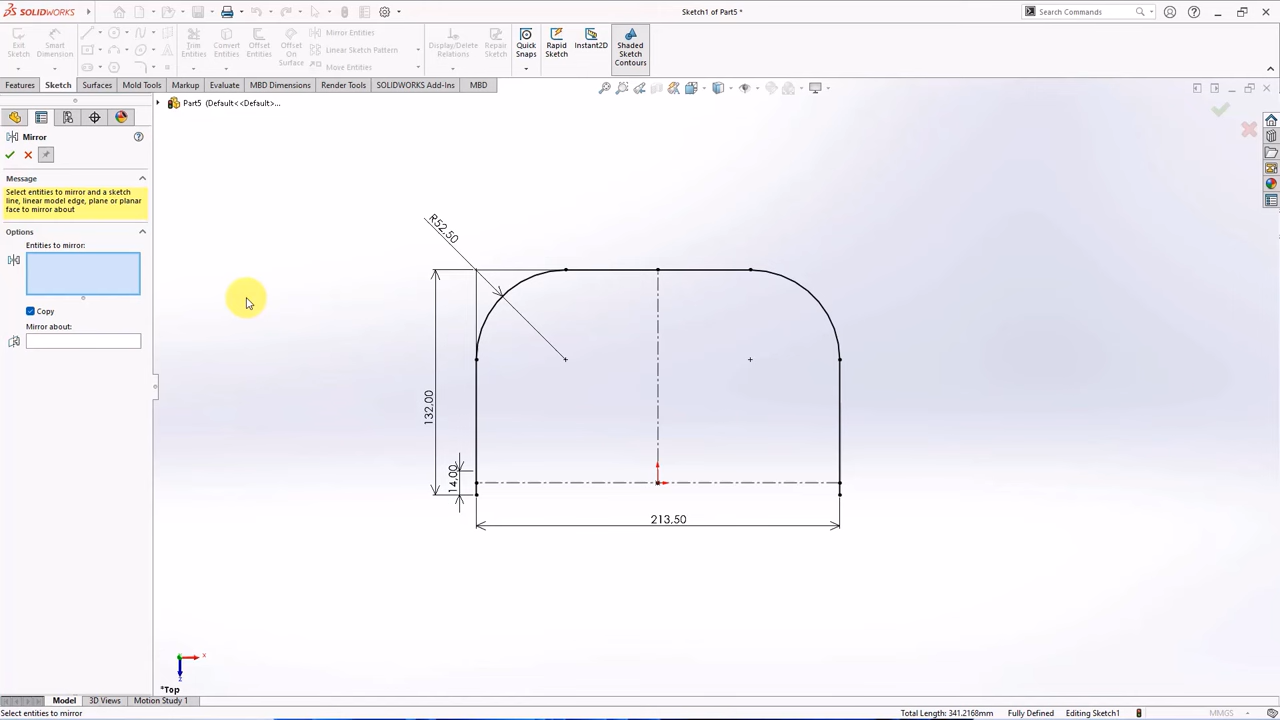 SOLIDWORKS
Sketch1 of Part5 *
Search Commands
Exit Sketch
Smart Dimension
Trim Entities
Convert Entities
Offset Entities
Offset On Surface
Mirror Entities
Linear Sketch Pattern
Move Entities
Display/Delete Relations
Repair Sketch
Quick Snaps
Rapid Sketch
Instant2D
Shaded Sketch Contours
Features Sketch Surfaces Mold Tools Markup Evaluate MBD Dimensions Render Tools SOLIDWORKS Add-Ins MBD
Part5 (Default<<Default>...
Mirror
Message
Select entities to mirror and a sketch
line, linear model edge, plane or planar
face to mirror about
Options
Entities to mirror:
Copy
Mirror about:
R52.50
132.00
14.00
213.50
x
*Top
Model 3D Views Motion Study 1
Select entities to mirror
Total Length: 341.2168mm Fully Defined Editing Sketch1 MMGS